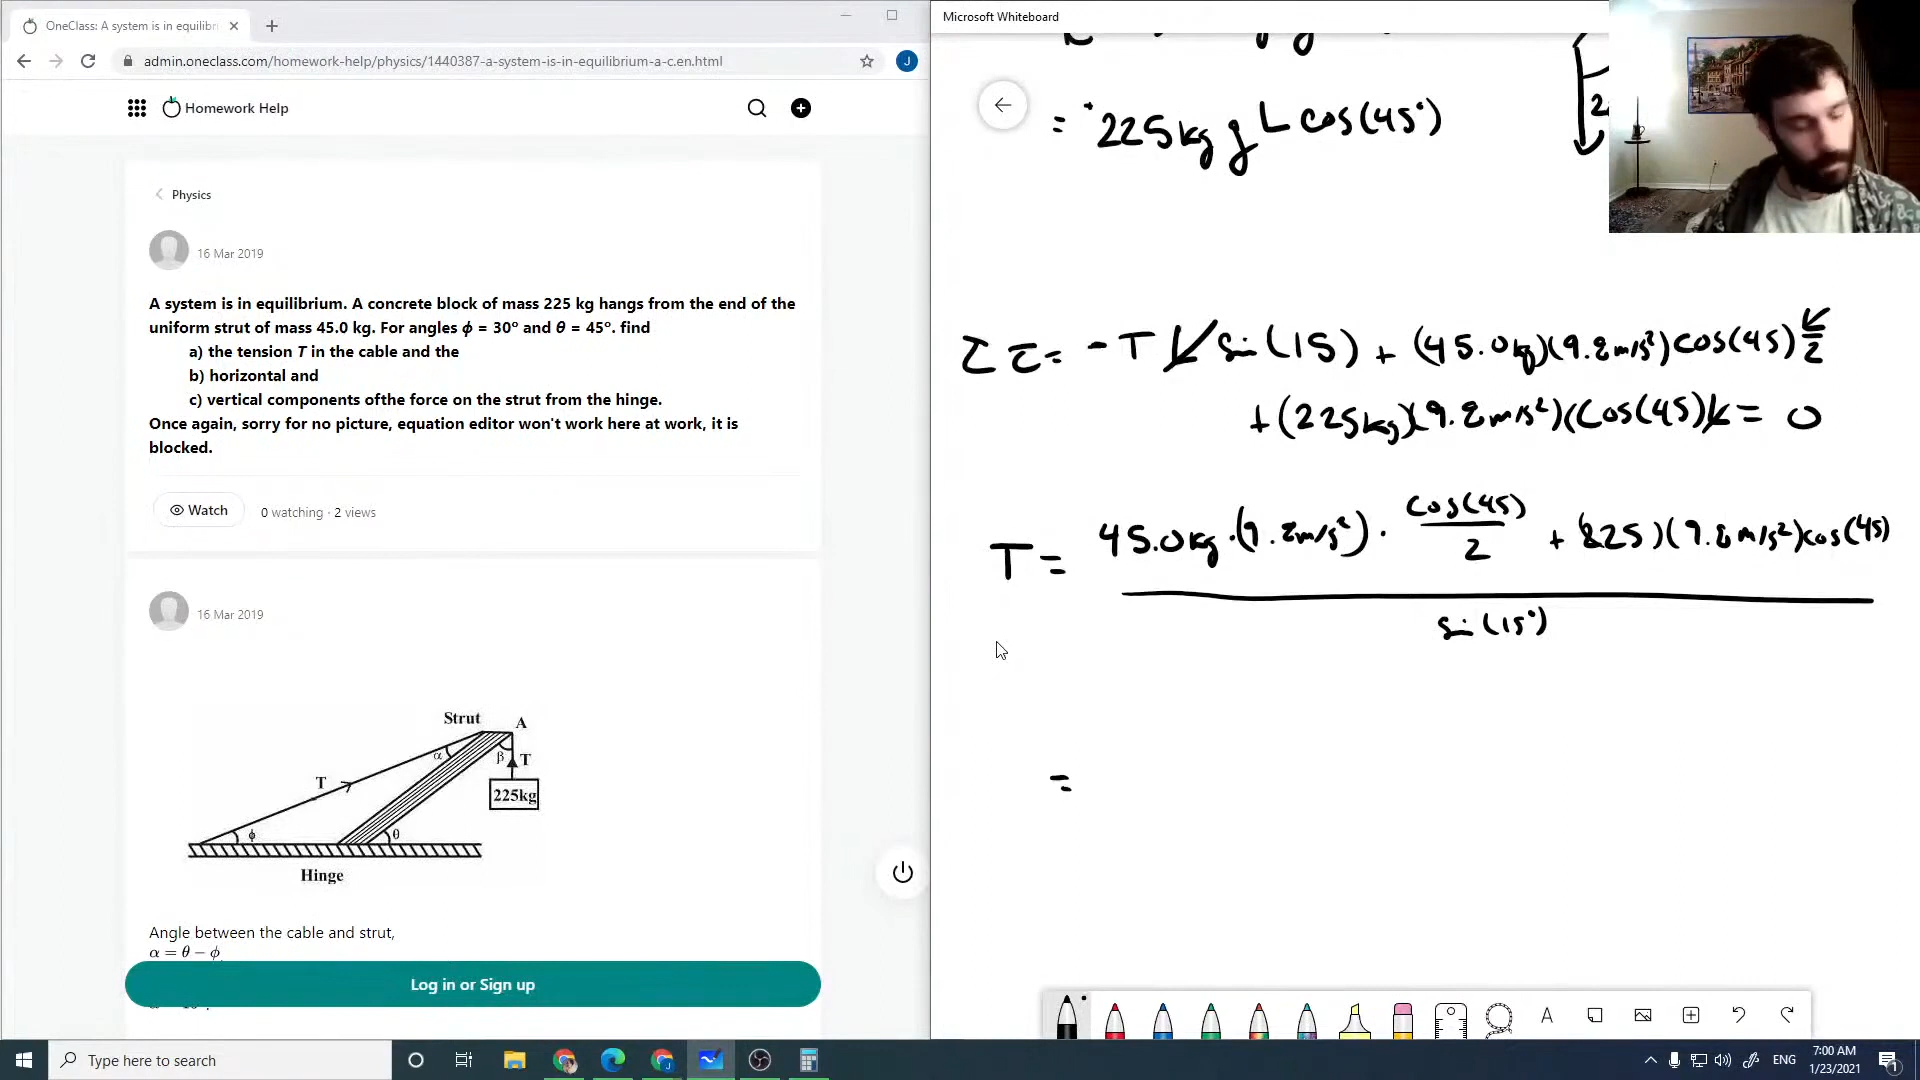 OneClass: A system is in equilibri
admin.oneclass.com/homework-help/physics/1440387-a-system-is-in-equilibrium-a-c.en.html
J
Homework Help
Physics
16 Mar 2019
A system is in equilibrium. A concrete block of mass 225 kg hangs from the end of the
uniform strut of mass 45.0 kg. For angles ϕ = 30º and θ = 45º. find
a) the tension T in the cable and the
b) horizontal and
c) vertical components ofthe force on the strut from the hinge.
Once again, sorry for no picture, equation editor won't work here at work, it is
blocked.
Watch
0 watching · 2 views
16 Mar 2019
Strut
A
α
β
T
T
225kg
ϕ
θ
Hinge
Angle between the cable and strut,
α = θ − ϕ
Log in or Sign up
Microsoft Whiteboard
= 225kg g L cos(45°)
2
Σ τ = -T L sin(15) + (45.0kg)(9.8m/s²)cos(45) L/2
+(225kg)(9.8m/s²)(cos(45)L = 0
T = 45.0kg·(9.8m/s²)· cos(45)/2 + 225)(9.8m/s²)cos(45)
sin(15°)
=
A
Type here to search
ENG
7:00 AM
1/23/2021
1